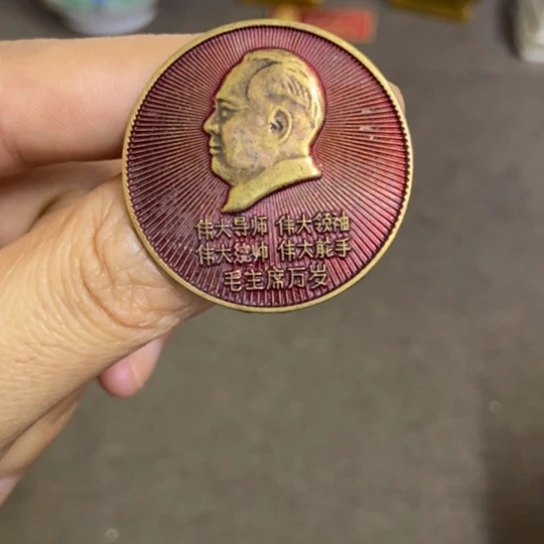 伟大导师 伟大领袖
伟大统帅 伟大舵手
毛主席万岁